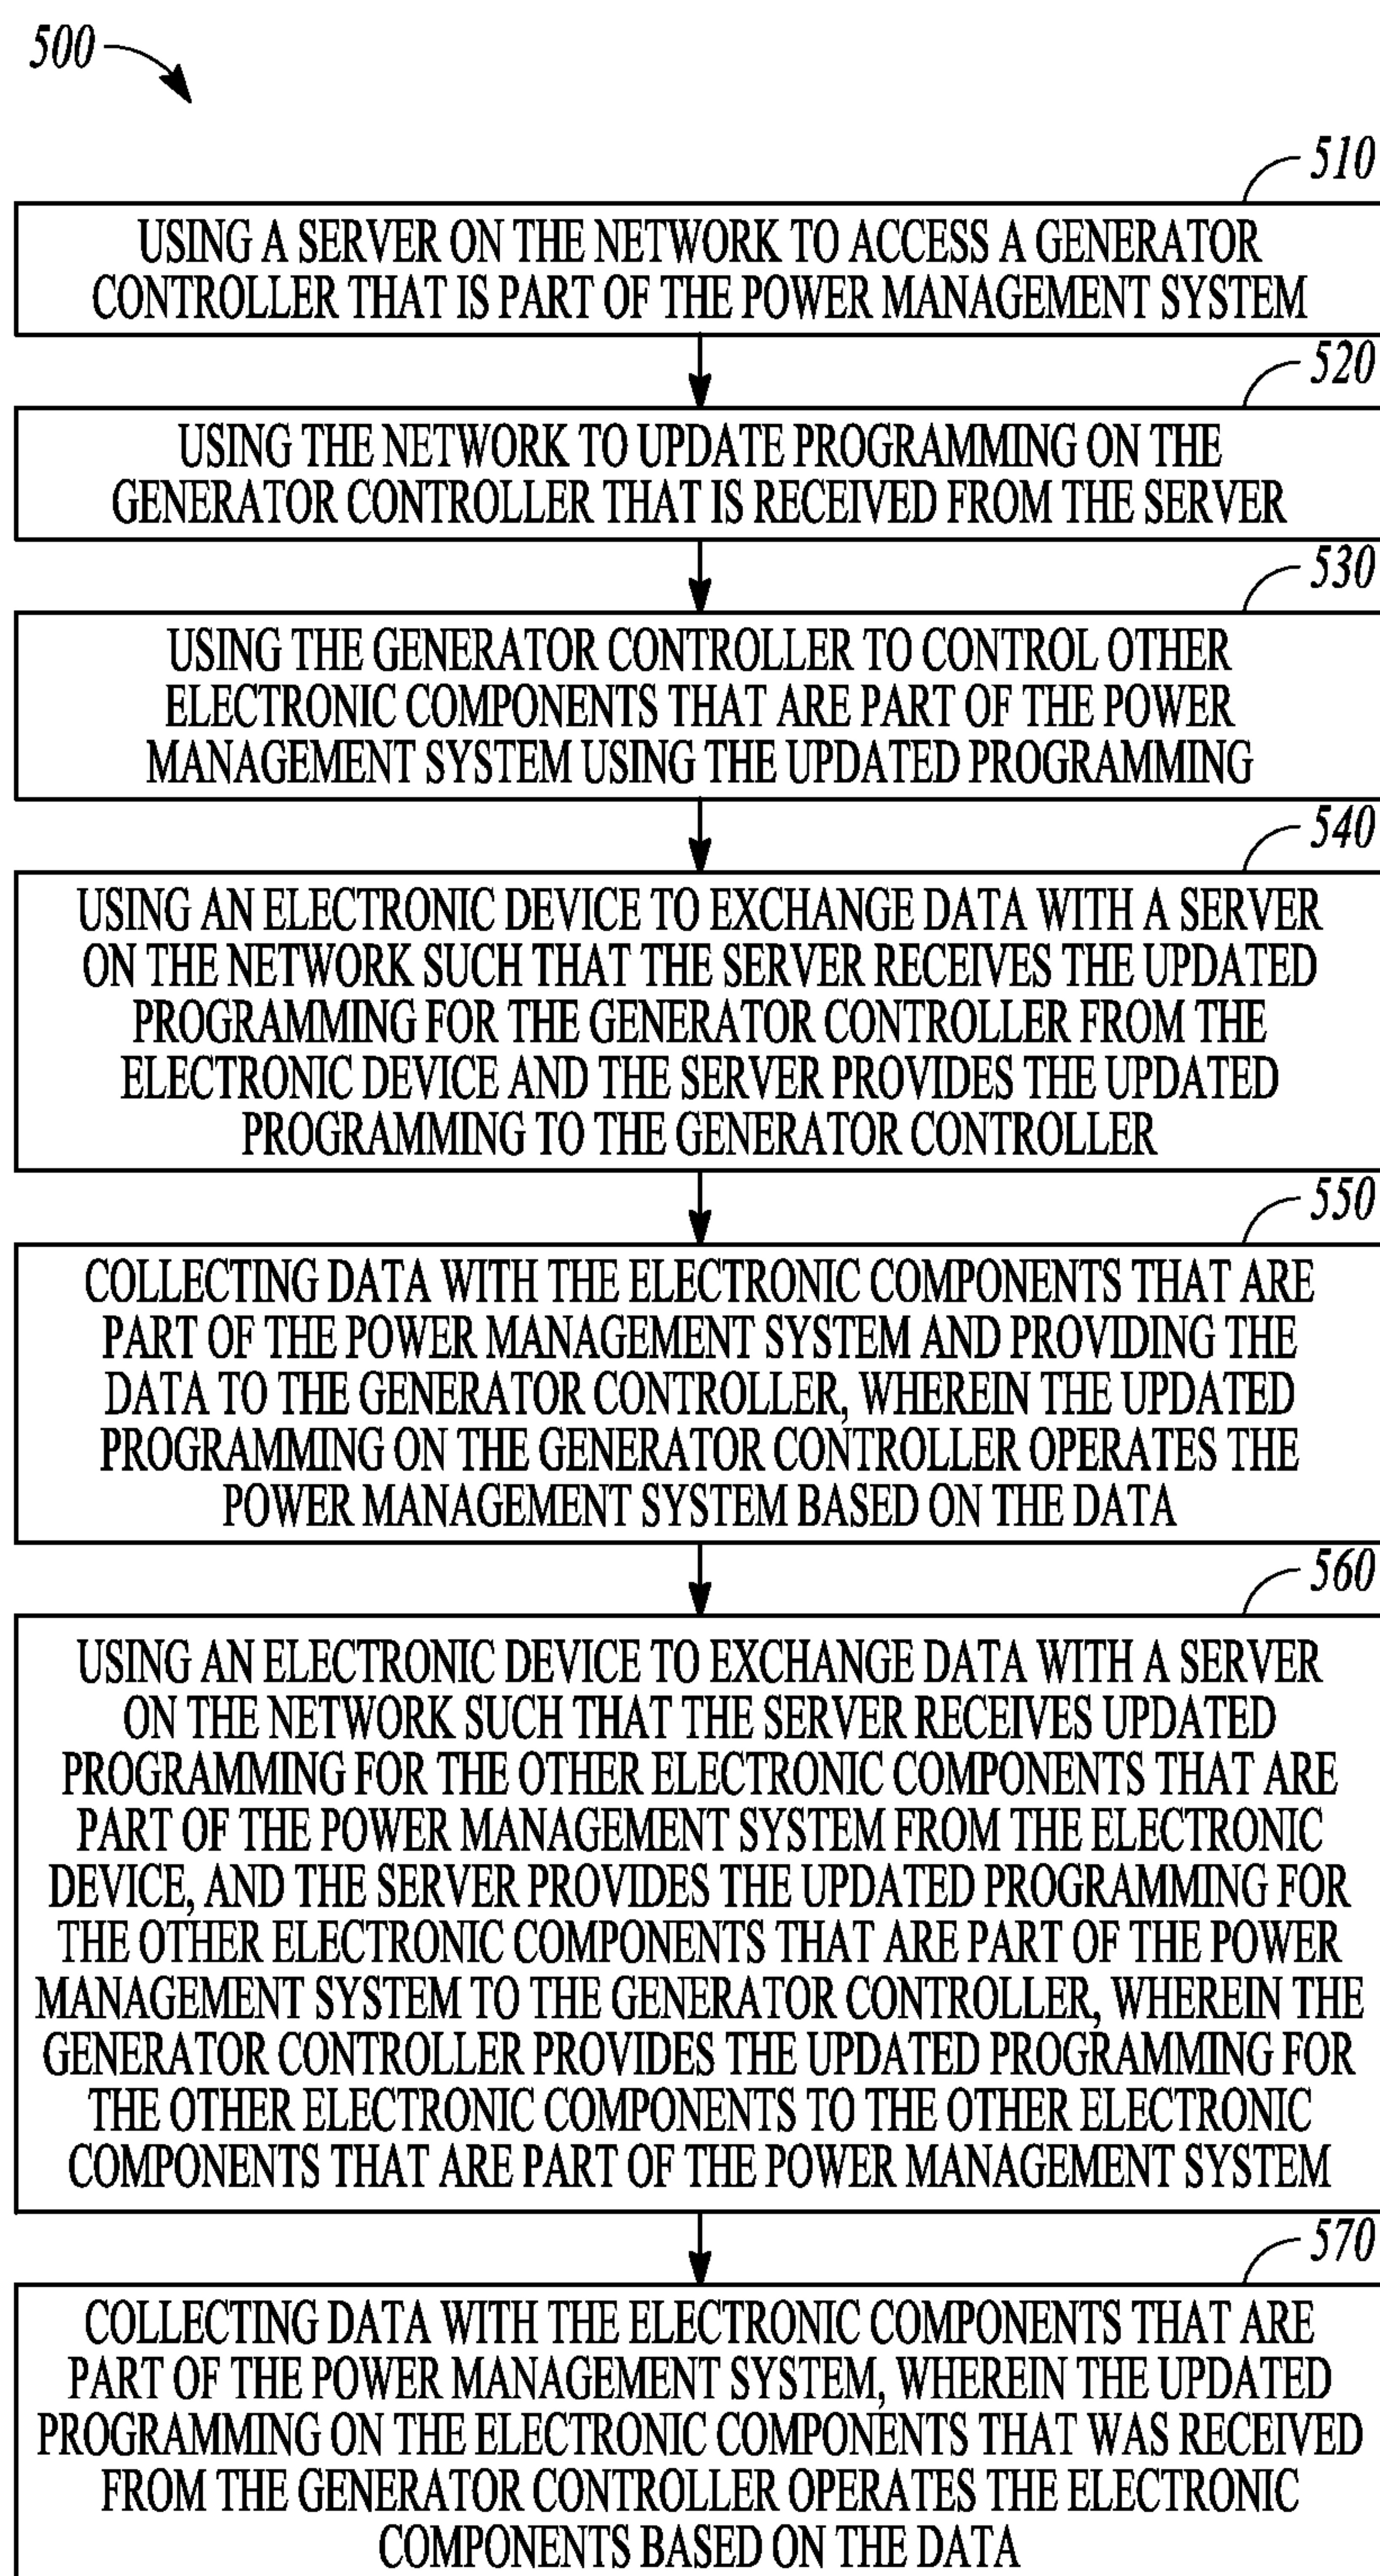 500
510
USING A SERVER ON THE NETWORK TO ACCESS A GENERATOR
CONTROLLER THAT IS PART OF THE POWER MANAGEMENT SYSTEM
520
USING THE NETWORK TO UPDATE PROGRAMMING ON THE
GENERATOR CONTROLLER THAT IS RECEIVED FROM THE SERVER
530
USING THE GENERATOR CONTROLLER TO CONTROL OTHER
ELECTRONIC COMPONENTS THAT ARE PART OF THE POWER
MANAGEMENT SYSTEM USING THE UPDATED PROGRAMMING
540
USING AN ELECTRONIC DEVICE TO EXCHANGE DATA WITH A SERVER
ON THE NETWORK SUCH THAT THE SERVER RECEIVES THE UPDATED
PROGRAMMING FOR THE GENERATOR CONTROLLER FROM THE
ELECTRONIC DEVICE AND THE SERVER PROVIDES THE UPDATED
PROGRAMMING TO THE GENERATOR CONTROLLER
550
COLLECTING DATA WITH THE ELECTRONIC COMPONENTS THAT ARE
PART OF THE POWER MANAGEMENT SYSTEM AND PROVIDING THE
DATA TO THE GENERATOR CONTROLLER, WHEREIN THE UPDATED
PROGRAMMING ON THE GENERATOR CONTROLLER OPERATES THE
POWER MANAGEMENT SYSTEM BASED ON THE DATA
560
USING AN ELECTRONIC DEVICE TO EXCHANGE DATA WITH A SERVER
ON THE NETWORK SUCH THAT THE SERVER RECEIVES UPDATED
PROGRAMMING FOR THE OTHER ELECTRONIC COMPONENTS THAT ARE
PART OF THE POWER MANAGEMENT SYSTEM FROM THE ELECTRONIC
DEVICE, AND THE SERVER PROVIDES THE UPDATED PROGRAMMING FOR
THE OTHER ELECTRONIC COMPONENTS THAT ARE PART OF THE POWER
MANAGEMENT SYSTEM TO THE GENERATOR CONTROLLER, WHEREIN THE
GENERATOR CONTROLLER PROVIDES THE UPDATED PROGRAMMING FOR
THE OTHER ELECTRONIC COMPONENTS TO THE OTHER ELECTRONIC
COMPONENTS THAT ARE PART OF THE POWER MANAGEMENT SYSTEM
570
COLLECTING DATA WITH THE ELECTRONIC COMPONENTS THAT ARE
PART OF THE POWER MANAGEMENT SYSTEM, WHEREIN THE UPDATED
PROGRAMMING ON THE ELECTRONIC COMPONENTS THAT WAS RECEIVED
FROM THE GENERATOR CONTROLLER OPERATES THE ELECTRONIC
COMPONENTS BASED ON THE DATA